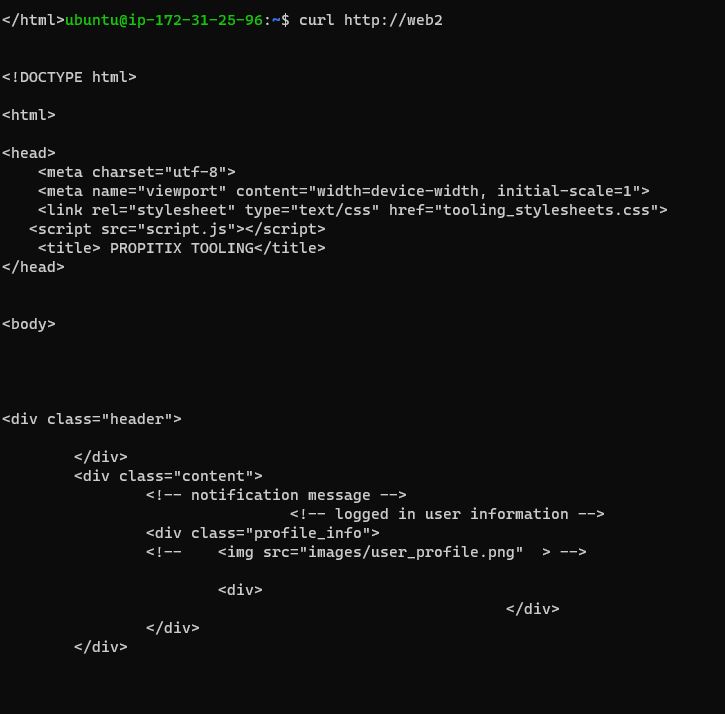 </html>ubuntu@ip-172-31-25-96:~$ curl http://web2
<!DOCTYPE html>
<html>
<head>
    <meta charset="utf-8">
    <meta name="viewport" content="width=device-width, initial-scale=1">
    <link rel="stylesheet" type="text/css" href="tooling_stylesheets.css">
   <script src="script.js"></script>
    <title> PROPITIX TOOLING</title>
</head>
<body>
<div class="header">
        </div>
        <div class="content">
                <!-- notification message -->
                                <!-- logged in user information -->
                <div class="profile_info">
                <!--    <img src="images/user_profile.png"  > -->
                        <div>
                                                        </div>
                </div>
        </div>